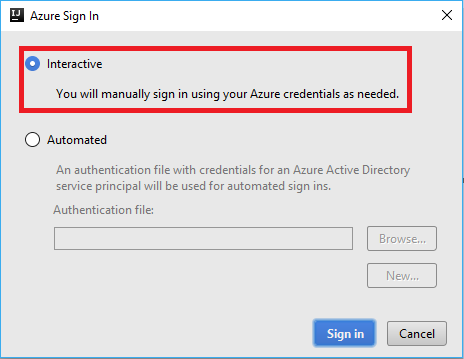 IJ Azure Sign In
Interactive
You will manually sign in using your Azure credentials as needed.
Automated
An authentication file with credentials for an Azure Active Directory
service principal will be used for automated sign ins.
Authentication file:
Browse...
New...
Sign in
Cancel